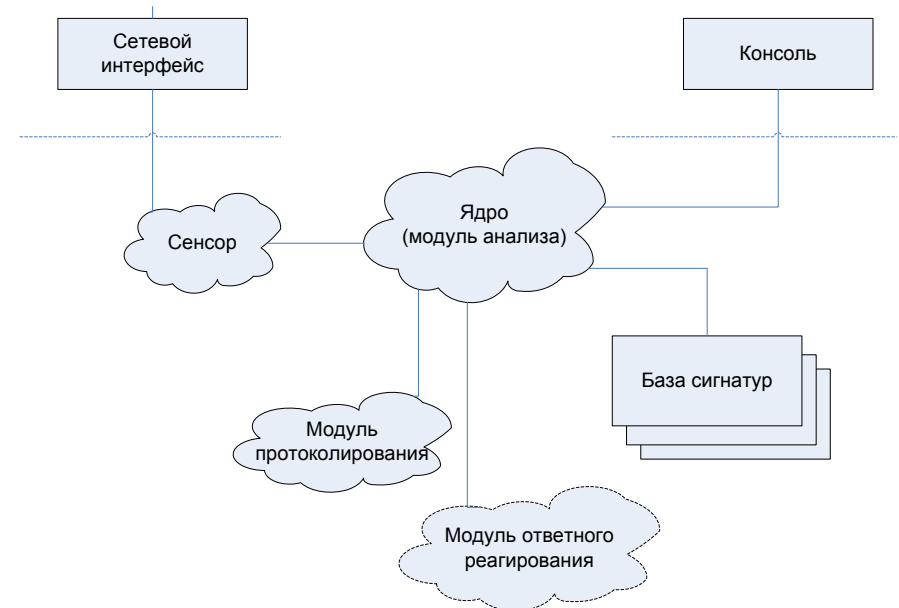 Сетевой
интерфейс
Консоль
Ядро
(модуль анализа)
Сенсор
База сигнатур
Модуль
протоколирования
Модуль ответного
реагирования